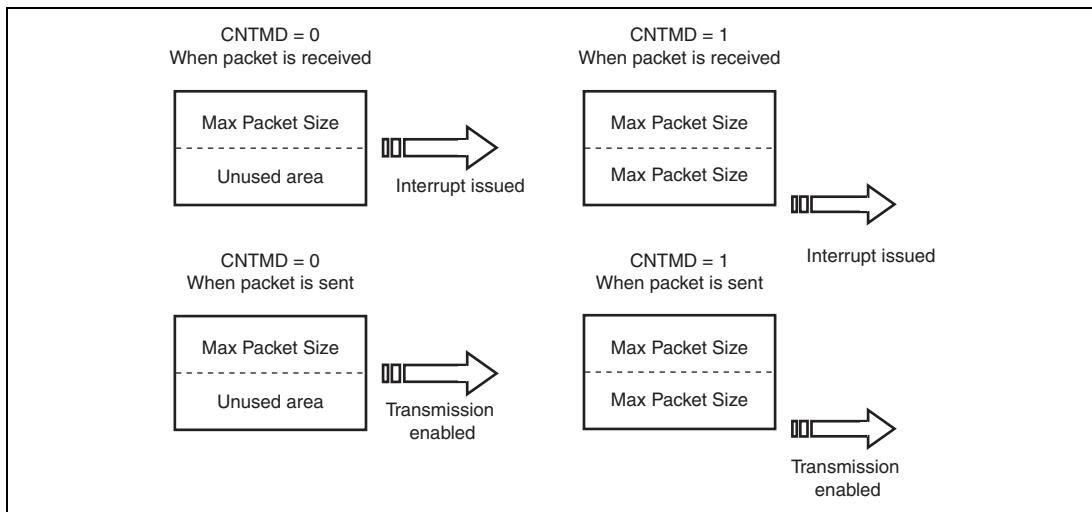 CNTMD = 0
When packet is received
Max Packet Size
Unused area
Interrupt issued
CNTMD = 1
When packet is received
Max Packet Size
Max Packet Size
Interrupt issued
CNTMD = 0
When packet is sent
Max Packet Size
Unused area
Transmission
enabled
CNTMD = 1
When packet is sent
Max Packet Size
Max Packet Size
Transmission
enabled